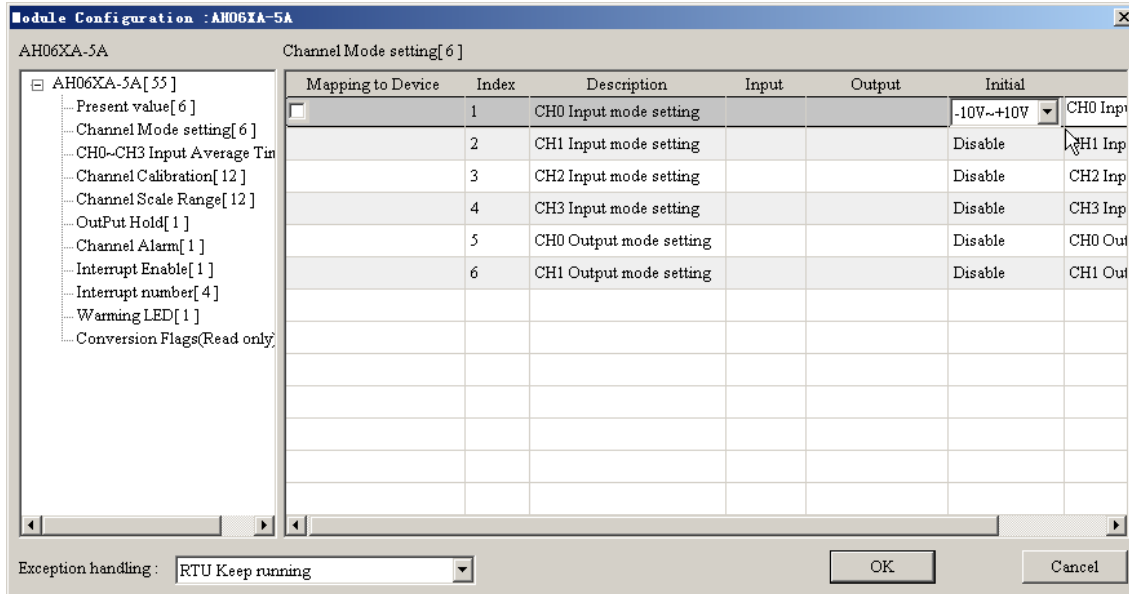 Module Configuration :AH06XA-5A
AH06XA-5A
Channel Mode setting[ 6 ]
AH06XA-5A[ 55 ]
Present value[ 6 ]
Channel Mode setting[ 6 ]
CH0~CH3 Input Average Tim
Channel Calibration[ 12 ]
Channel Scale Range[ 12 ]
OutPut Hold[ 1 ]
Channel Alarm[ 1 ]
Interrupt Enable[ 1 ]
Interrupt number[ 4 ]
Warming LED[ 1 ]
Conversion Flags(Read only)
Mapping to Device Index Description Input Output Initial
1 CH0 Input mode setting -10V~+10V CH0 Inp
2 CH1 Input mode setting Disable CH1 Inp
3 CH2 Input mode setting Disable CH2 Inp
4 CH3 Input mode setting Disable CH3 Inp
5 CH0 Output mode setting Disable CH0 Out
6 CH1 Output mode setting Disable CH1 Out
Exception handling : RTU Keep running
OK Cancel